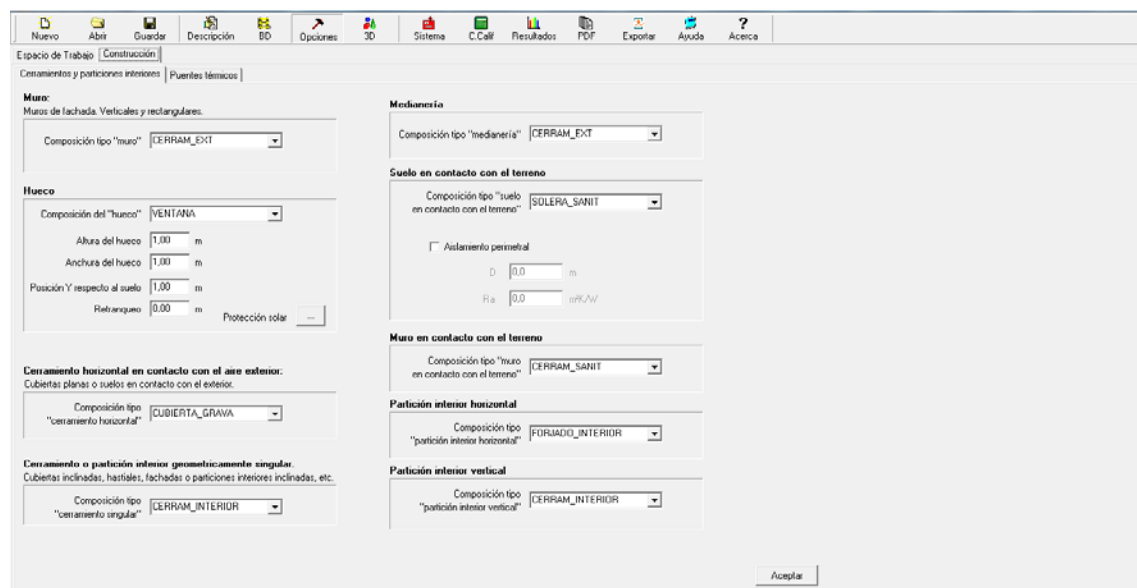 Nuevo Abrir Guardar Descripción BD Opciones 3D Sistema C.Calif Resultados PDF Exportar Ayuda Acerca
Espacio de Trabajo Construcción
Cerramientos y particiones interiores Puentes térmicos
Muro:
Muros de fachada. Verticales y rectangulares.
Composición tipo "muro" CERRAM_EXT
Hueco
Composición del "hueco" VENTANA
Altura del hueco 1,00 m
Anchura del hueco 1,00 m
Posición Y respecto al suelo 1,00 m
Retranqueo 0,00 m
Protección solar ...
Cerramiento horizontal en contacto con el aire exterior:
Cubiertas planas o suelos en contacto con el exterior.
Composición tipo
"cerramiento horizontal" CUBIERTA_GRAVA
Cerramiento o partición interior geometricamente singular.
Cubiertas inclinadas, hastiales, fachadas o particiones interiores inclinadas, etc.
Composición tipo
"cerramiento singular" CERRAM_INTERIOR
Medianería
Composición tipo "medianería" CERRAM_EXT
Suelo en contacto con el terreno
Composición tipo "suelo
en contacto con el terreno" SOLERA_SANIT
Aislamiento perimetral
D 0,0 m
Ra 0,0 m²K/W
Muro en contacto con el terreno
Composición tipo "muro
en contacto con el terreno" CERRAM_SANIT
Partición interior horizontal
Composición tipo
"partición interior horizontal" FORJADO_INTERIOR
Partición interior vertical
Composición tipo
"partición interior vertical" CERRAM_INTERIOR
Aceptar